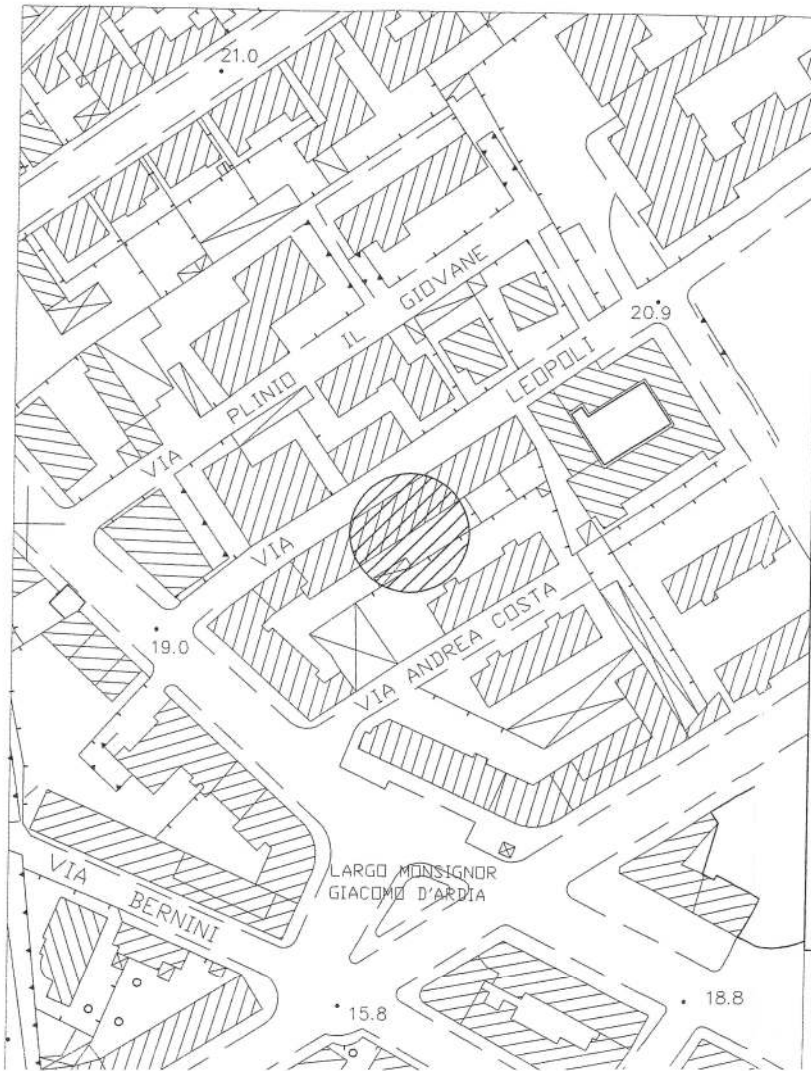 21.0
VIA PLINIO IL GIOVANE
20.9
VIA LEOPOLI
19.0
VIA ANDREA COSTA
LARGO MONSIGNOR
GIACOMO D'ARDIA
VIA BERNINI
15.8
18.8